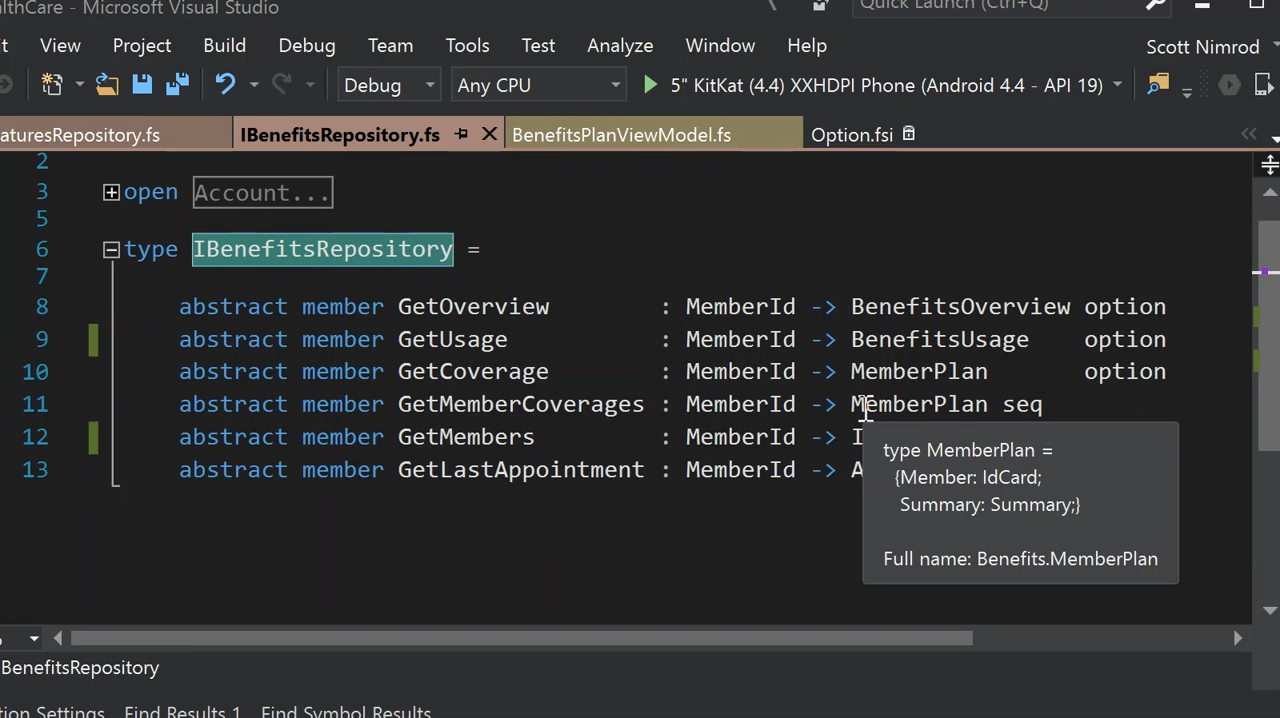 lthCare - Microsoft Visual Studio
Quick Launch (Ctrl+Q)
it View Project Build Debug Team Tools Test Analyze Window Help Scott Nimrod
Debug Any CPU 5" KitKat (4.4) XXHDPI Phone (Android 4.4 - API 19)
aturesRepository.fs IBenefitsRepository.fs BenefitsPlanViewModel.fs Option.fsi
2
3 open Account...
5
6 type IBenefitsRepository =
7
8 abstract member GetOverview : MemberId -> BenefitsOverview option
9 abstract member GetUsage : MemberId -> BenefitsUsage option
10 abstract member GetCoverage : MemberId -> MemberPlan option
11 abstract member GetMemberCoverages : MemberId -> MemberPlan seq
12 abstract member GetMembers : MemberId -> I
13 abstract member GetLastAppointment : MemberId -> A
type MemberPlan =
{Member: IdCard;
Summary: Summary;}
Full name: Benefits.MemberPlan
BenefitsRepository
tion Settings Find Results 1 Find Symbol Results